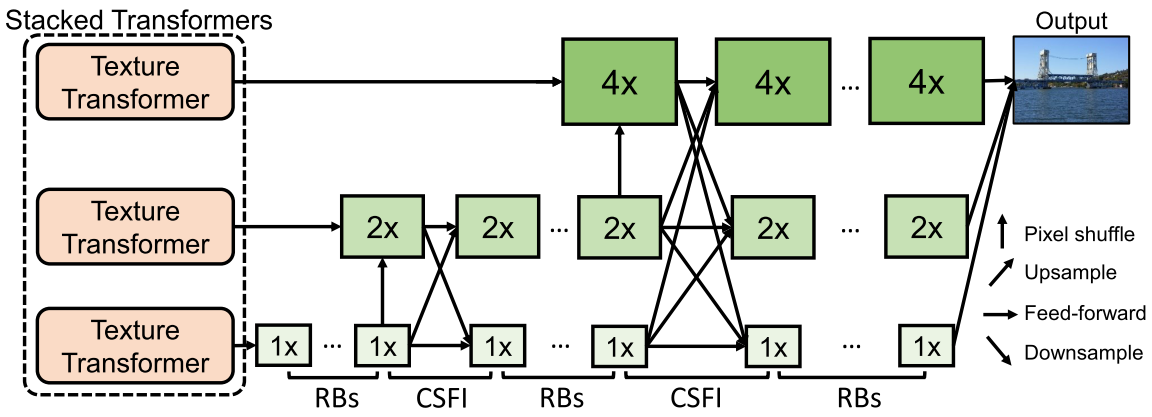 Stacked Transformers
Output
Texture
Transformer
4x
4x
...
4x
Texture
Transformer
2x
2x
...
2x
2x
...
2x
Pixel shuffle
Upsample
Feed-forward
Downsample
Texture
Transformer
1x
...
1x
1x
...
1x
1x
...
1x
RBs
CSFI
RBs
CSFI
RBs